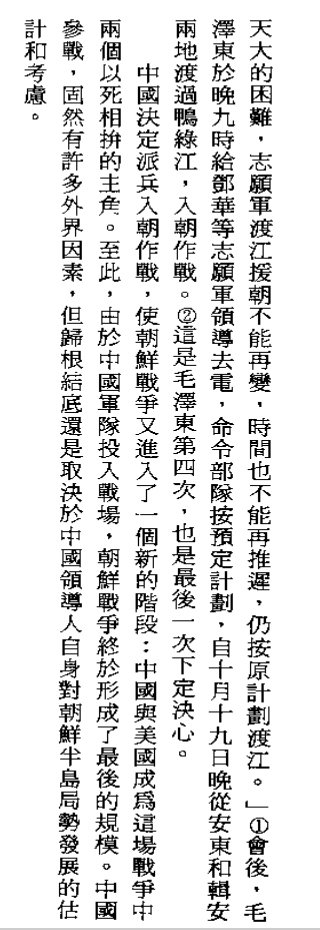 天大的困難，志願軍渡江援朝不能再變，時間也不能再推遲，仍按原計劃渡江。」①會後，毛
澤東於晚九時給鄧華等志願軍領導去電，命令部隊按預定計劃，自十月十九日晚從安東和輯安
兩地渡過鴨綠江，入朝作戰。②這是毛澤東第四次，也是最後一次下定決心。
中國決定派兵入朝作戰，使朝鮮戰爭又進入了一個新的階段：中國與美國成爲這場戰爭中
兩個以死相拚的主角。至此，由於中國軍隊投入戰場，朝鮮戰爭終於形成了最後的規模。中國
參戰，固然有許多外界因素，但歸根結底還是取決於中國領導人自身對朝鮮半島局勢發展的估
計和考慮。